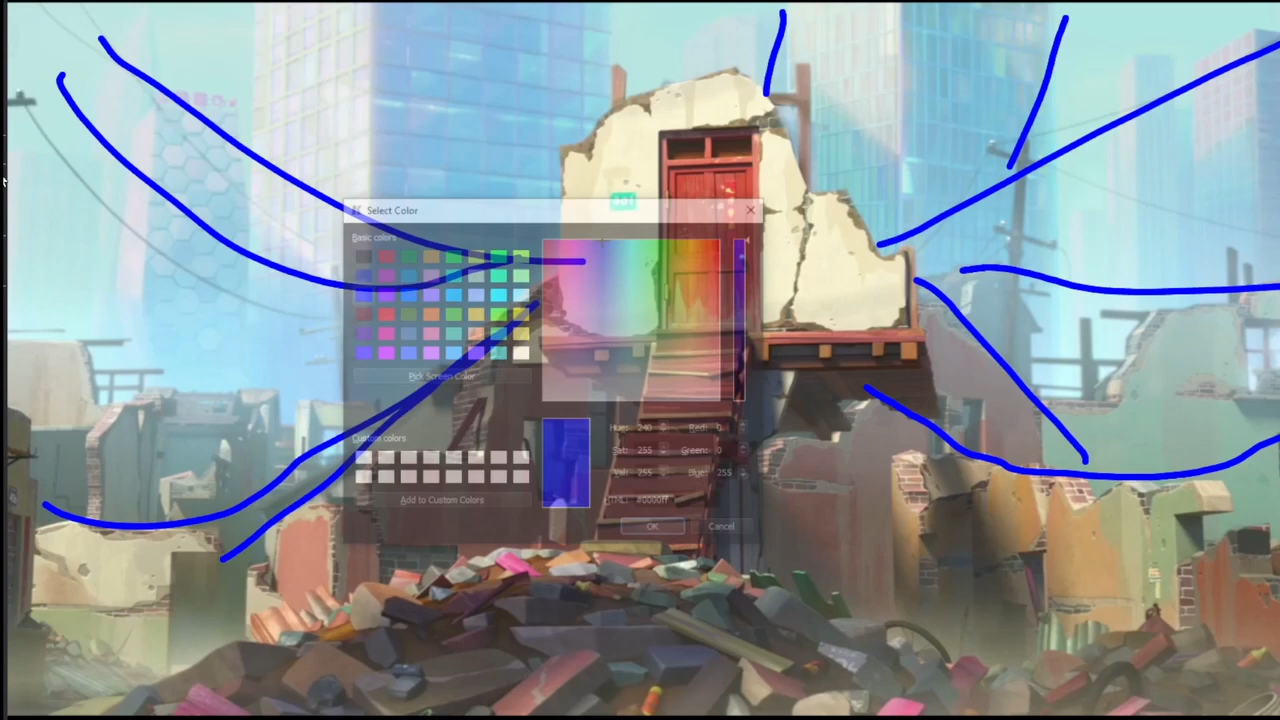 Select Color
Basic colors
Pick Screen Color
Custom colors
Add to Custom Colors
Hue: 240 Red: 0
Sat: 255 Green: 0
Val: 255 Blue: 255
HTML: #0000ff
OK Cancel